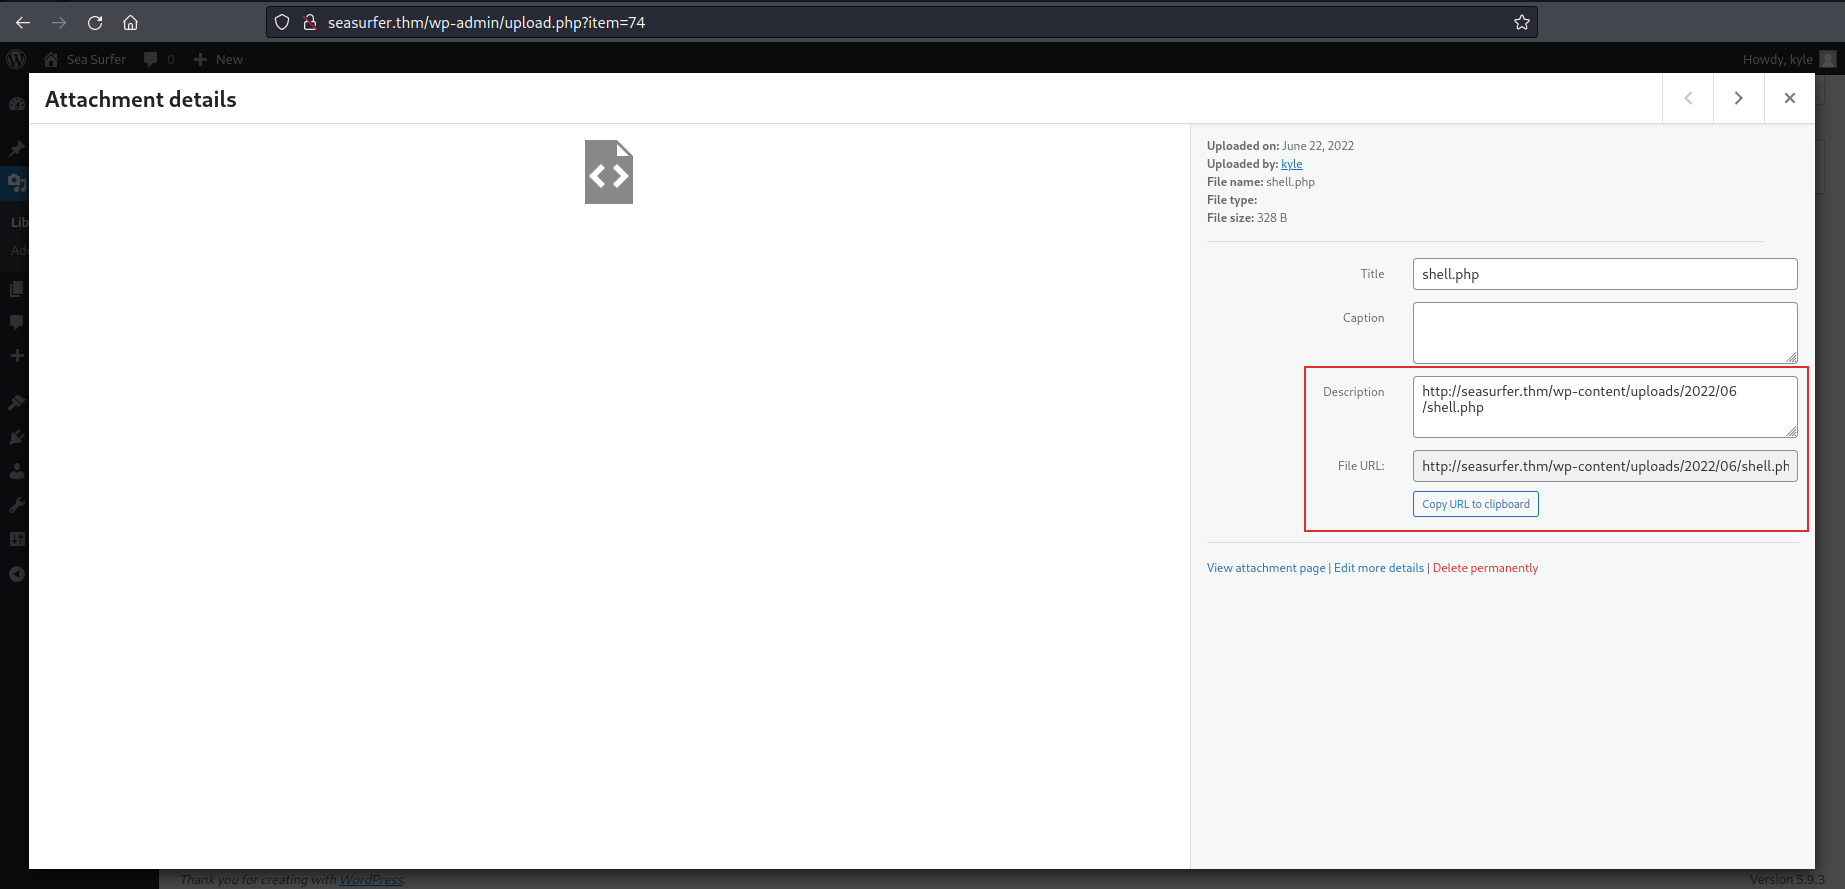 seasurfer.thm/wp-admin/upload.php?item=74
Sea Surfer 0 New Howdy, kyle
Attachment details
Lib
Ad
Uploaded on: June 22, 2022
Uploaded by: kyle
File name: shell.php
File type:
File size: 328 B
Title shell.php
Caption
Description http://seasurfer.thm/wp-content/uploads/2022/06
/shell.php
File URL: http://seasurfer.thm/wp-content/uploads/2022/06/shell.ph
Copy URL to clipboard
View attachment page | Edit more details | Delete permanently
Thank you for creating with WordPress. Version 5.9.3